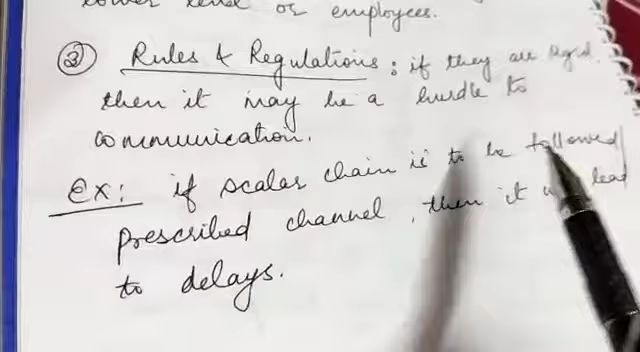 lower level or employees.
③ Rules & Regulations : if they are rigid,
then it may be a hurdle to
communication.
Ex: if scalar chain is to be followed
prescribed channel, then it lead
to delays.